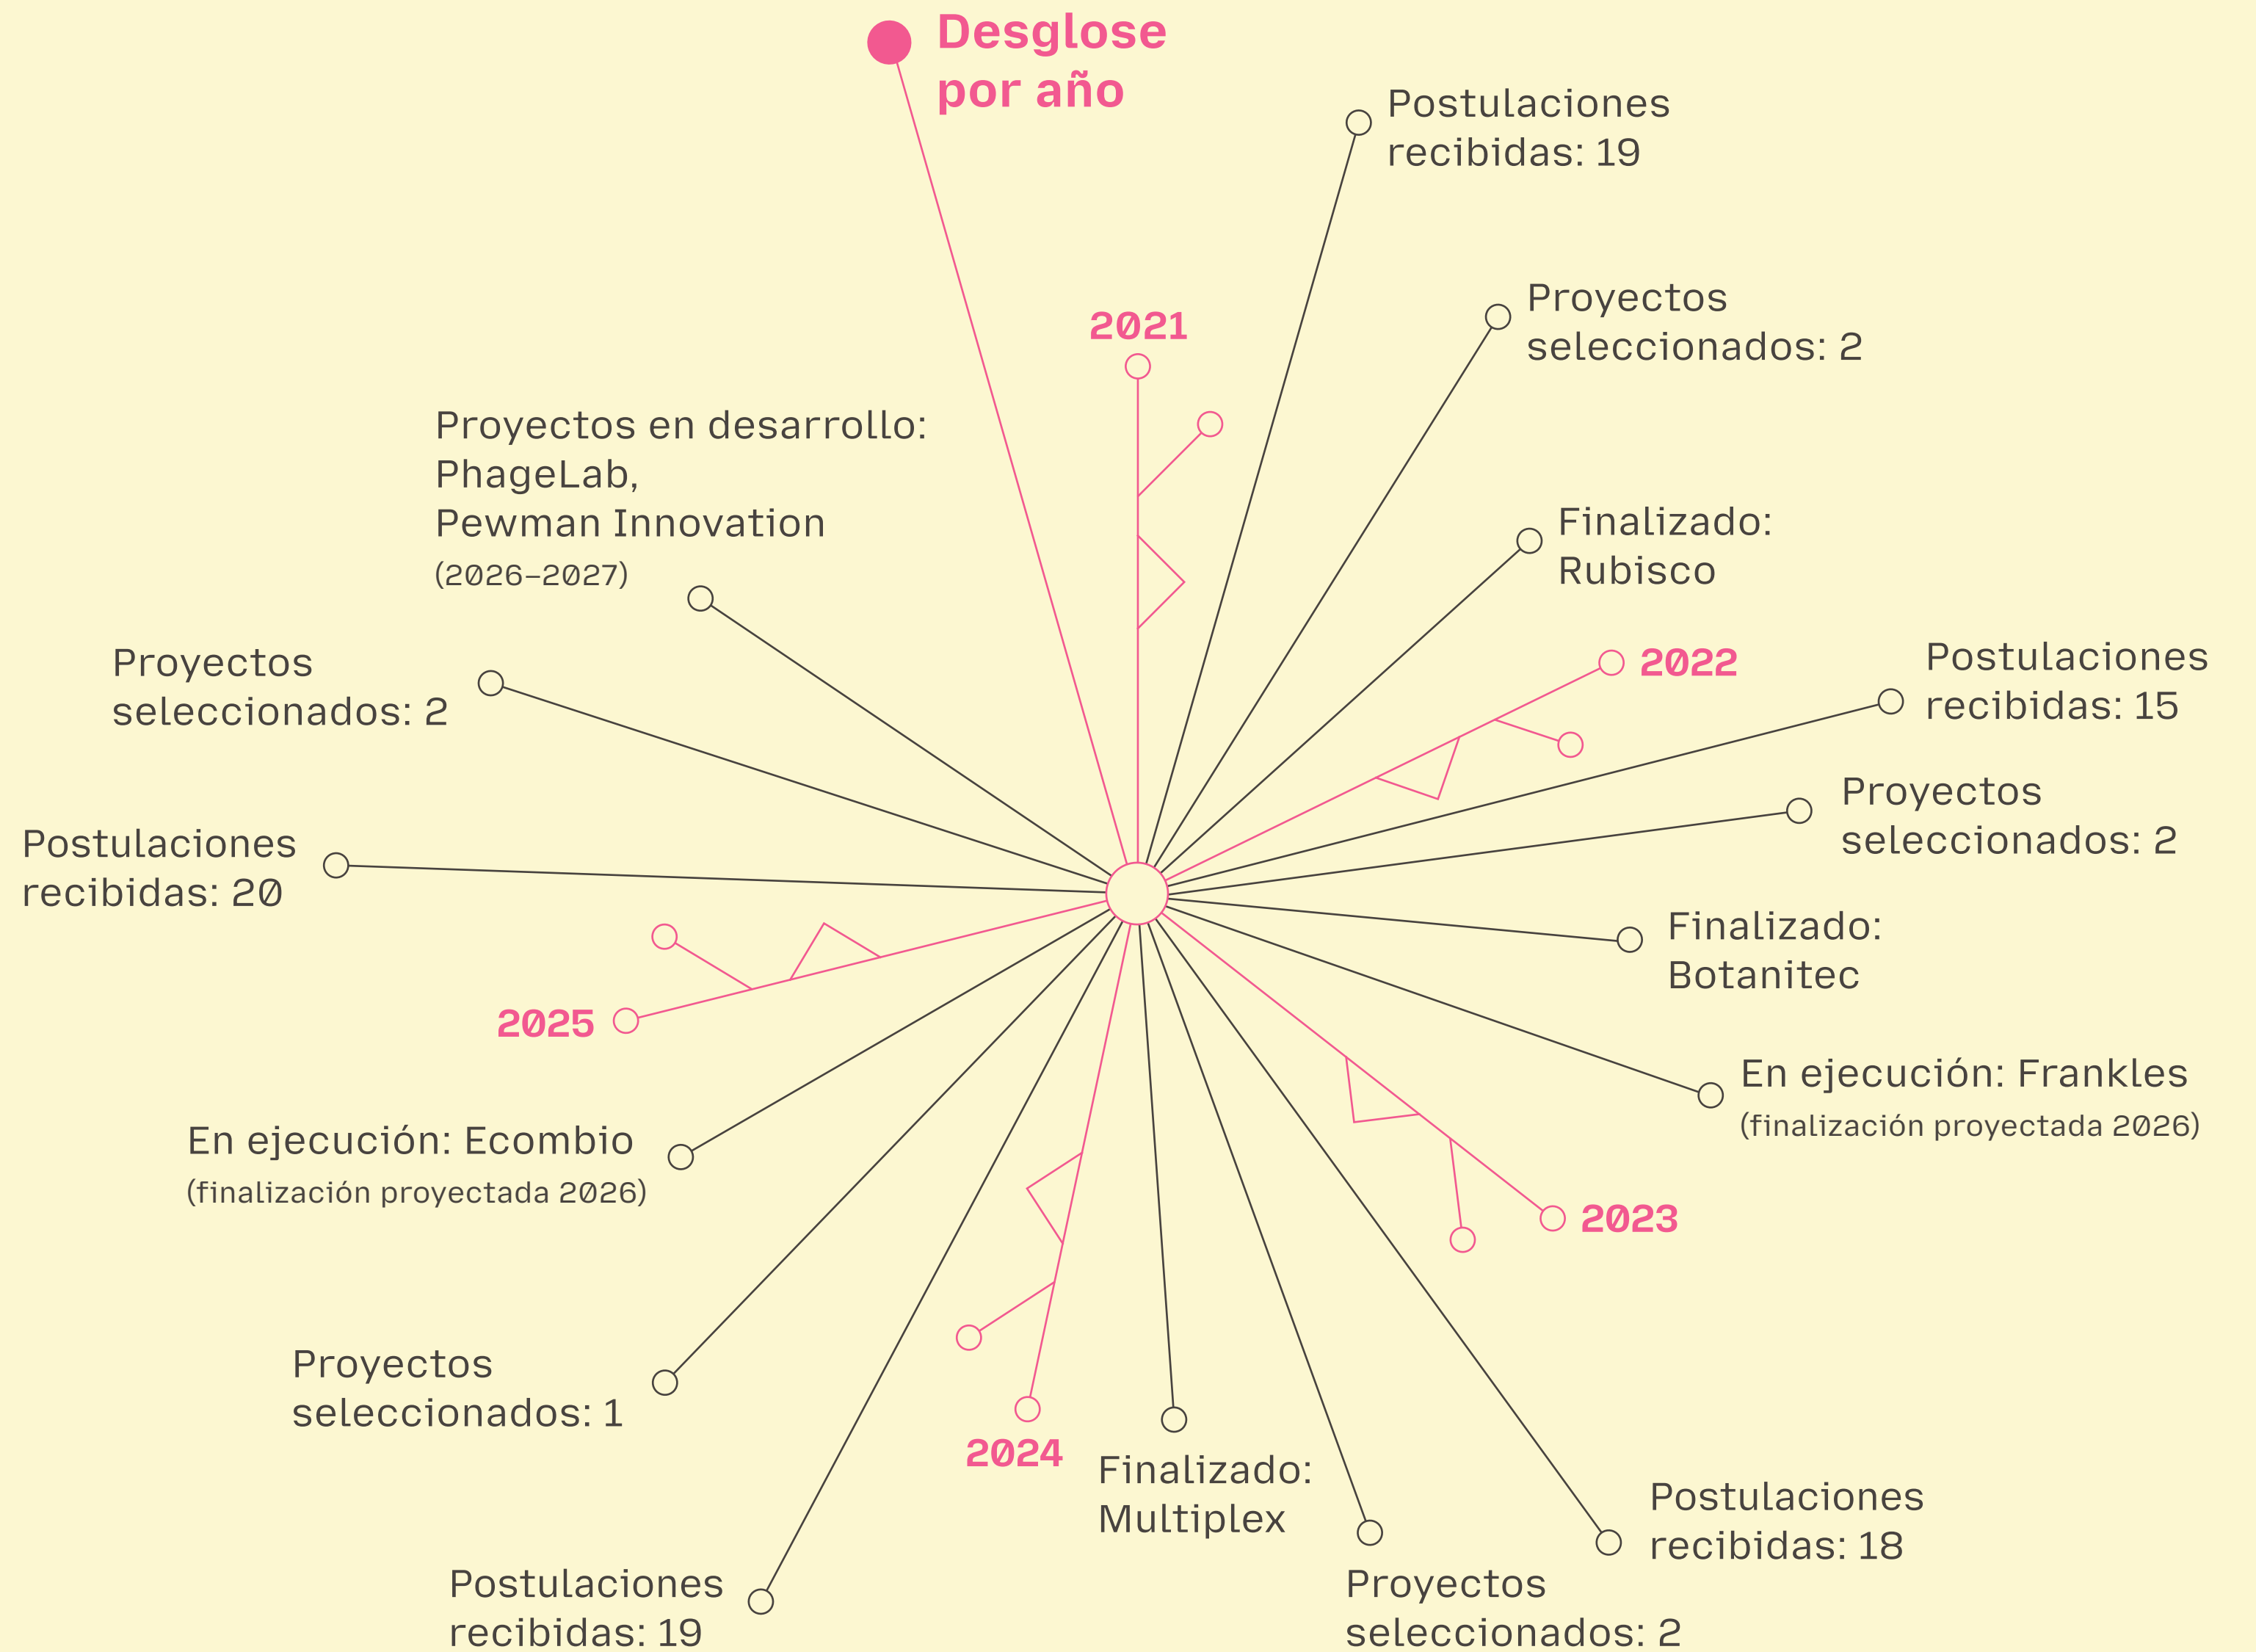 Desglose
por año
2021
Postulaciones
recibidas: 19
Proyectos
seleccionados: 2
Finalizado:
Rubisco
2022
Postulaciones
recibidas: 15
Proyectos
seleccionados: 2
Finalizado:
Botanitec
En ejecución: Frankles
(finalización proyectada 2026)
2023
Postulaciones
recibidas: 18
Proyectos
seleccionados: 2
Finalizado:
Multiplex
2024
Postulaciones
recibidas: 19
Proyectos
seleccionados: 1
En ejecución: Ecombio
(finalización proyectada 2026)
2025
Postulaciones
recibidas: 20
Proyectos
seleccionados: 2
Proyectos en desarrollo:
PhageLab,
Pewman Innovation
(2026–2027)